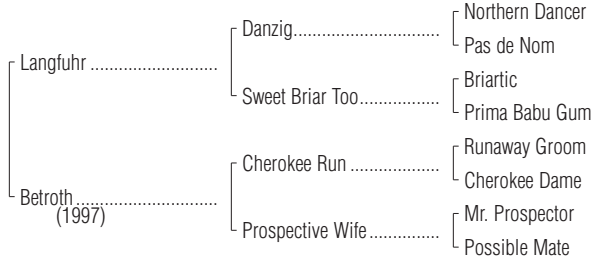 Northern Dancer
Danzig
Pas de Nom
Langfuhr
Briartic
Sweet Briar Too
Prima Babu Gum
Runaway Groom
Cherokee Run
Cherokee Dame
Betroth
(1997)
Mr. Prospector
Prospective Wife
Possible Mate